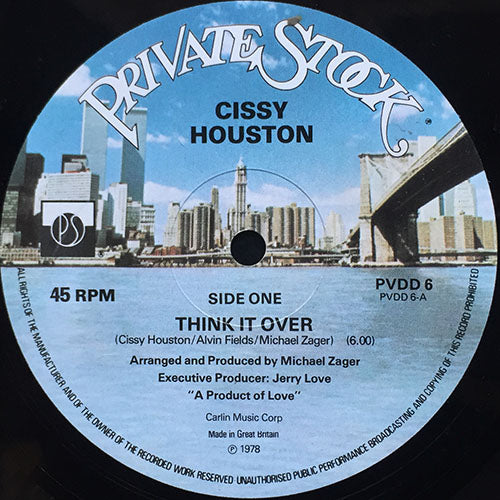 PRIVATE STOCK
CISSY
HOUSTON
PS
45 RPM
PVDD 6
PVDD 6-A
SIDE ONE
THINK IT OVER
(Cissy Houston/Alvin Fields/Michael Zager) (6.00)
Arranged and Produced by Michael Zager
Executive Producer: Jerry Love
"A Product of Love"
Carlin Music Corp
Made in Great Britain
℗ 1978
ALL RIGHTS OF THE MANUFACTURER AND OF THE OWNER OF THE RECORDED WORK RESERVED UNAUTHORISED PUBLIC PERFORMANCE BROADCASTING AND COPYING OF THIS RECORD PROHIBITED